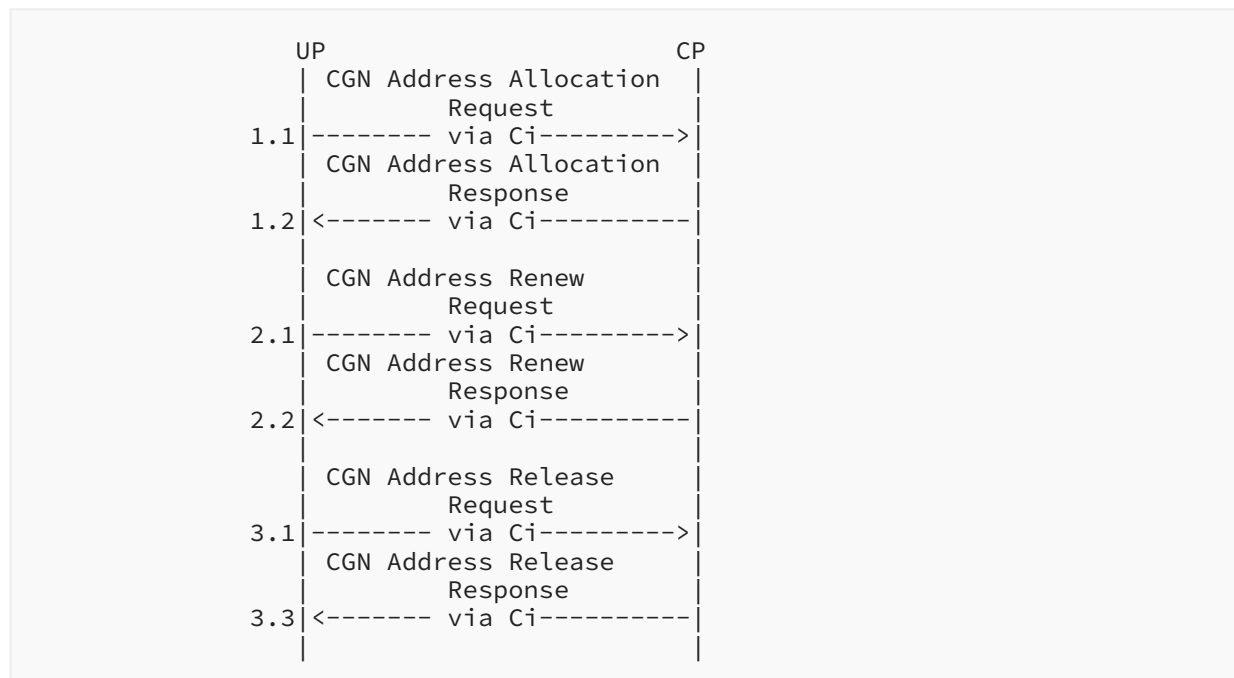 UP CP
| CGN Address Allocation |
| Request |
1.1|-------- via Ci--------->|
| CGN Address Allocation |
| Response |
1.2|<------- via Ci----------|
| |
| CGN Address Renew |
| Request |
2.1|-------- via Ci--------->|
| CGN Address Renew |
| Response |
2.2|<------- via Ci----------|
| |
| CGN Address Release |
| Request |
3.1|-------- via Ci--------->|
| CGN Address Release |
| Response |
3.3|<------- via Ci----------|
| |